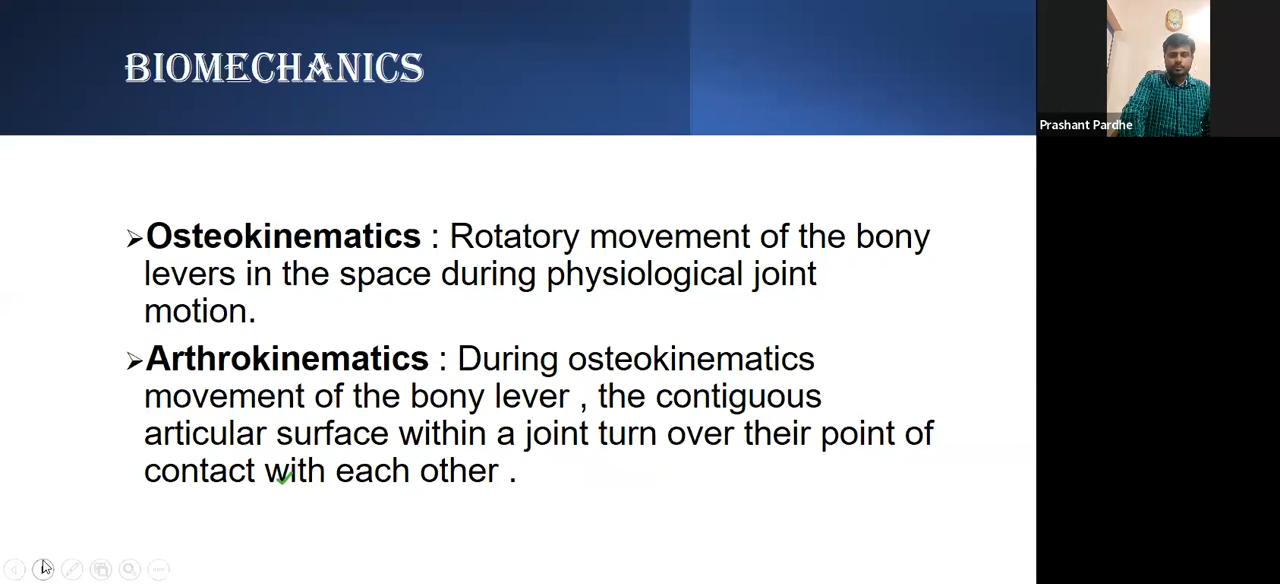 BIOMECHANICS
Prashant Pardhe
➢Osteokinematics : Rotatory movement of the bony
levers in the space during physiological joint
motion.
➢Arthrokinematics : During osteokinematics
movement of the bony lever , the contiguous
articular surface within a joint turn over their point of
contact with each other .